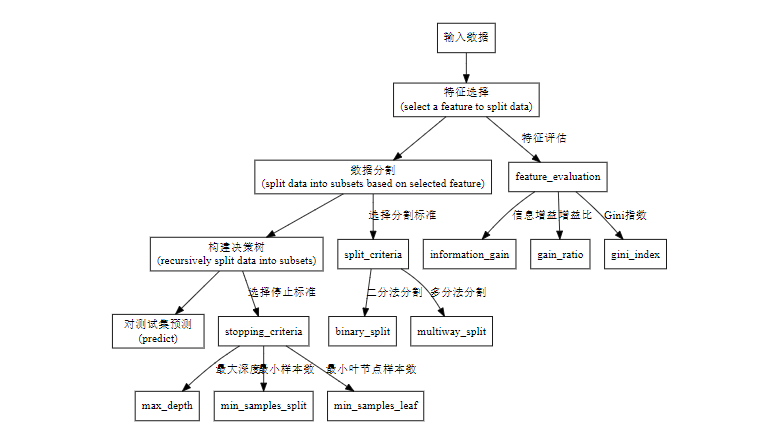 输入数据
特征选择
(select a feature to split data)
特征评估
数据分割
(split data into subsets based on selected feature)
feature_evaluation
选择分割标准
信息增益
增益比
Gini指数
构建决策树
(recursively split data into subsets)
split_criteria
information_gain
gain_ratio
gini_index
选择停止标准
二分法分割
多分法分割
对测试集预测
(predict)
stopping_criteria
binary_split
multiway_split
最大深度
最小样本数
最小叶节点样本数
max_depth
min_samples_split
min_samples_leaf